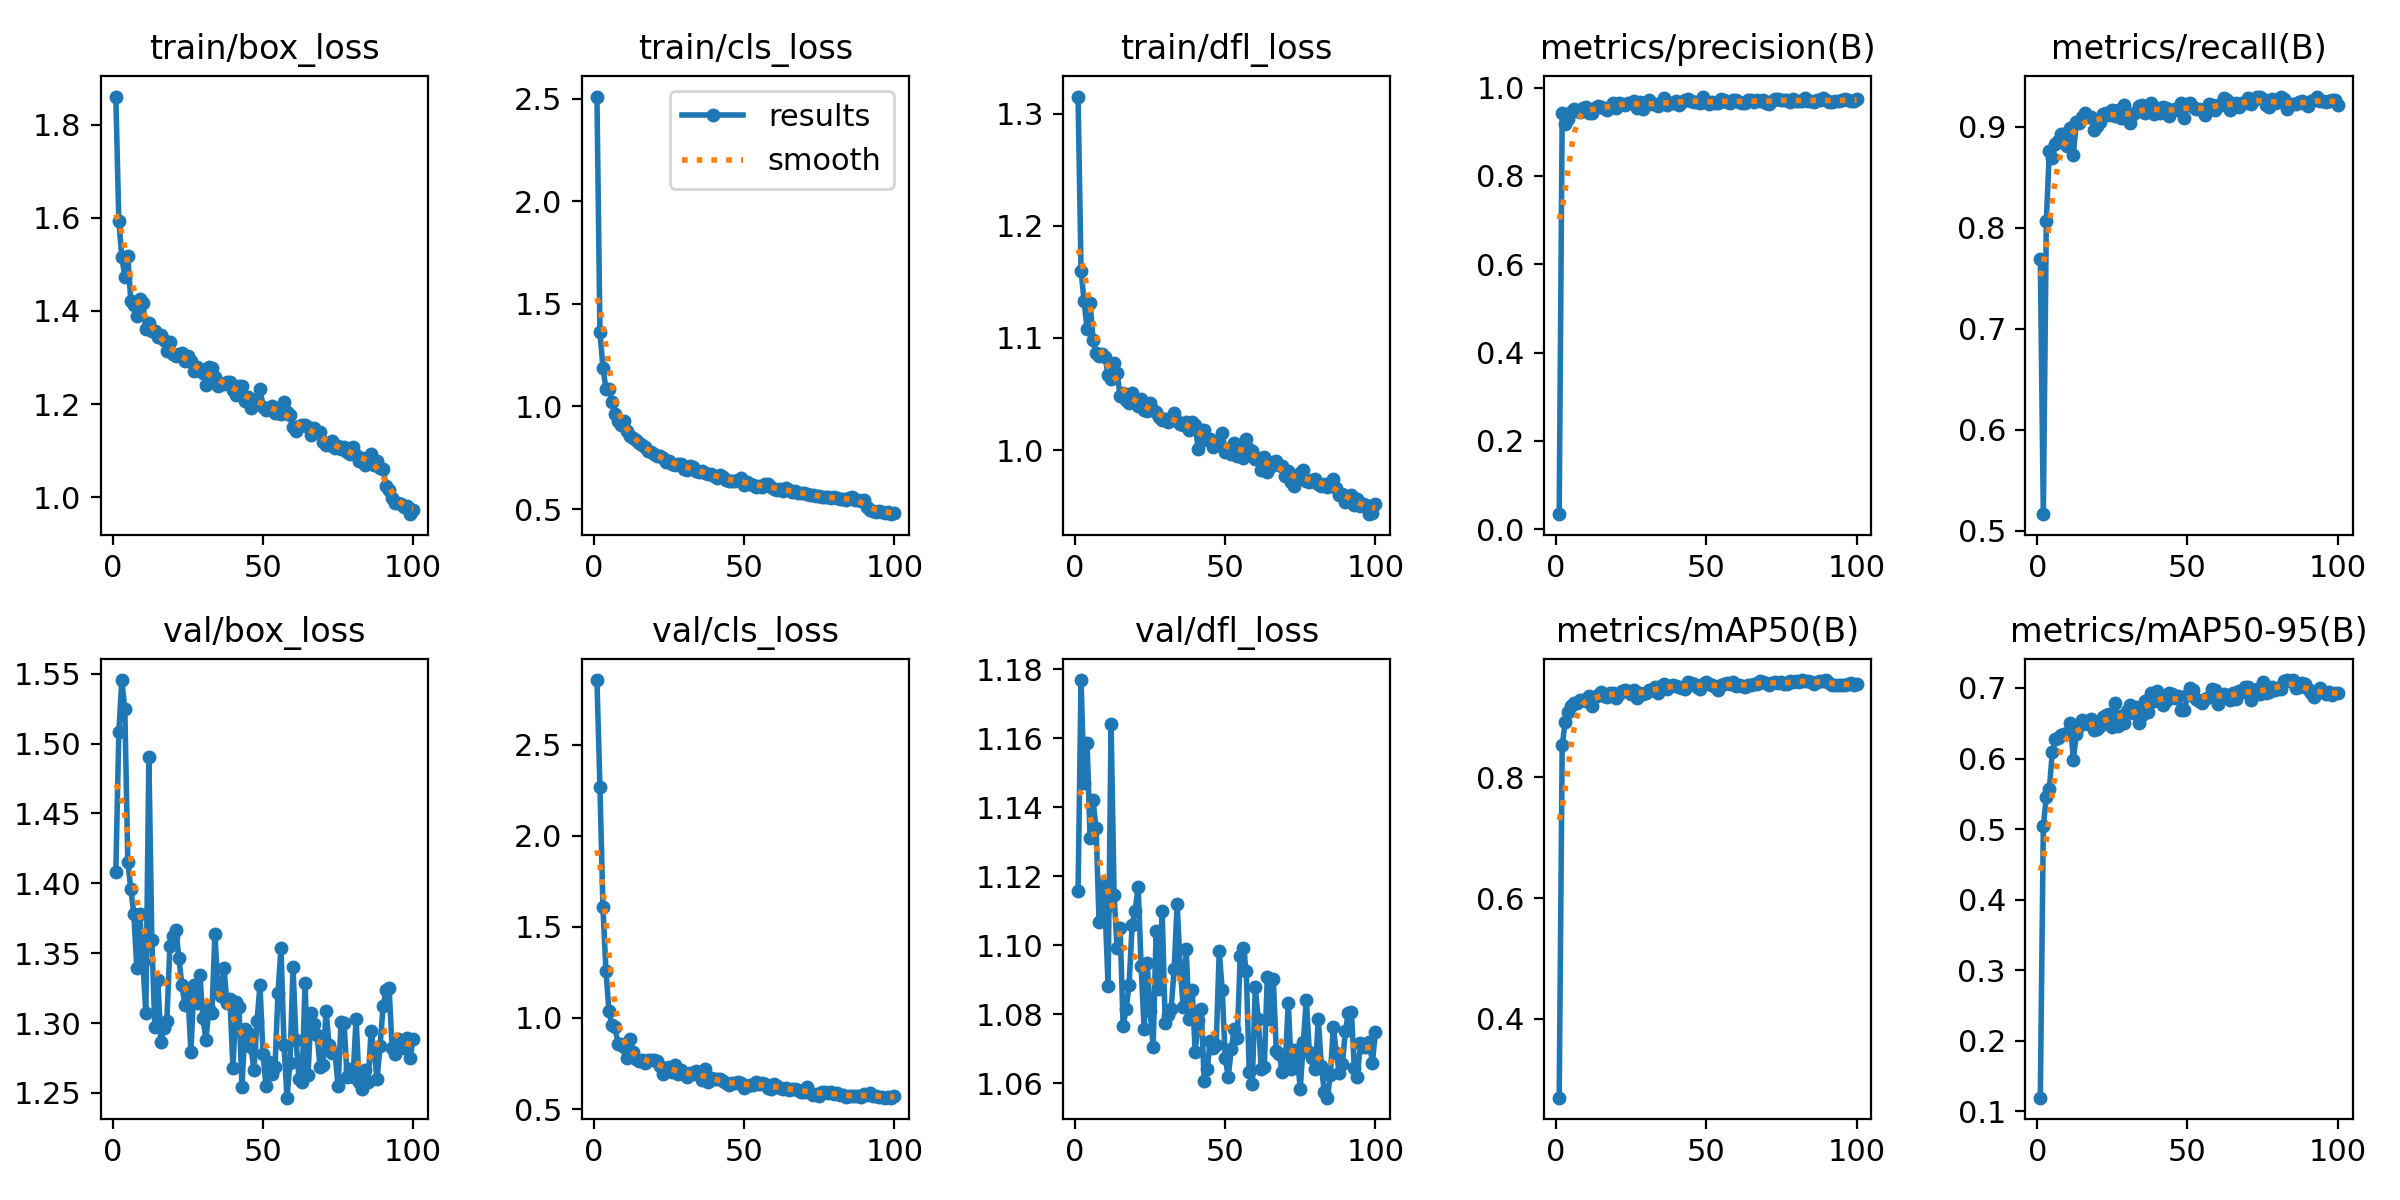 train/box_loss
1.8
1.6
1.4
1.2
1.0
0 50 100
train/cls_loss
results
smooth
2.5
2.0
1.5
1.0
0.5
0 50 100
train/dfl_loss
1.3
1.2
1.1
1.0
0 50 100
metrics/precision(B)
1.0
0.8
0.6
0.4
0.2
0.0
0 50 100
metrics/recall(B)
0.9
0.8
0.7
0.6
0.5
0 50 100
val/box_loss
1.55
1.50
1.45
1.40
1.35
1.30
1.25
0 50 100
val/cls_loss
2.5
2.0
1.5
1.0
0.5
0 50 100
val/dfl_loss
1.18
1.16
1.14
1.12
1.10
1.08
1.06
0 50 100
metrics/mAP50(B)
0.8
0.6
0.4
0 50 100
metrics/mAP50-95(B)
0.7
0.6
0.5
0.4
0.3
0.2
0.1
0 50 100